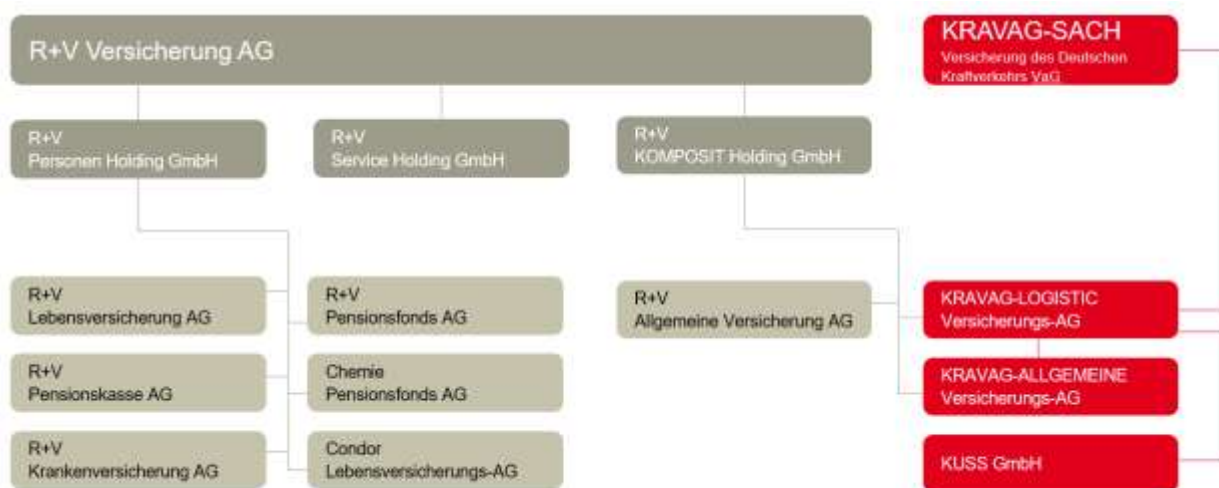 R+V Versicherung AG
KRAVAG-SACH
Versicherung des Deutschen
Kraftverkehrs VaG
R+V
Personen Holding GmbH
R+V
Service Holding GmbH
R+V
KOMPOSIT Holding GmbH
R+V
Lebensversicherung AG
R+V
Pensionsfonds AG
R+V
Allgemeine Versicherung AG
KRAVAG-LOGISTIC
Versicherungs-AG
R+V
Pensionskasse AG
Chemie
Pensionsfonds AG
KRAVAG-ALLGEMEINE
Versicherungs-AG
R+V
Krankenversicherung AG
Condor
Lebensversicherungs-AG
KUSS GmbH